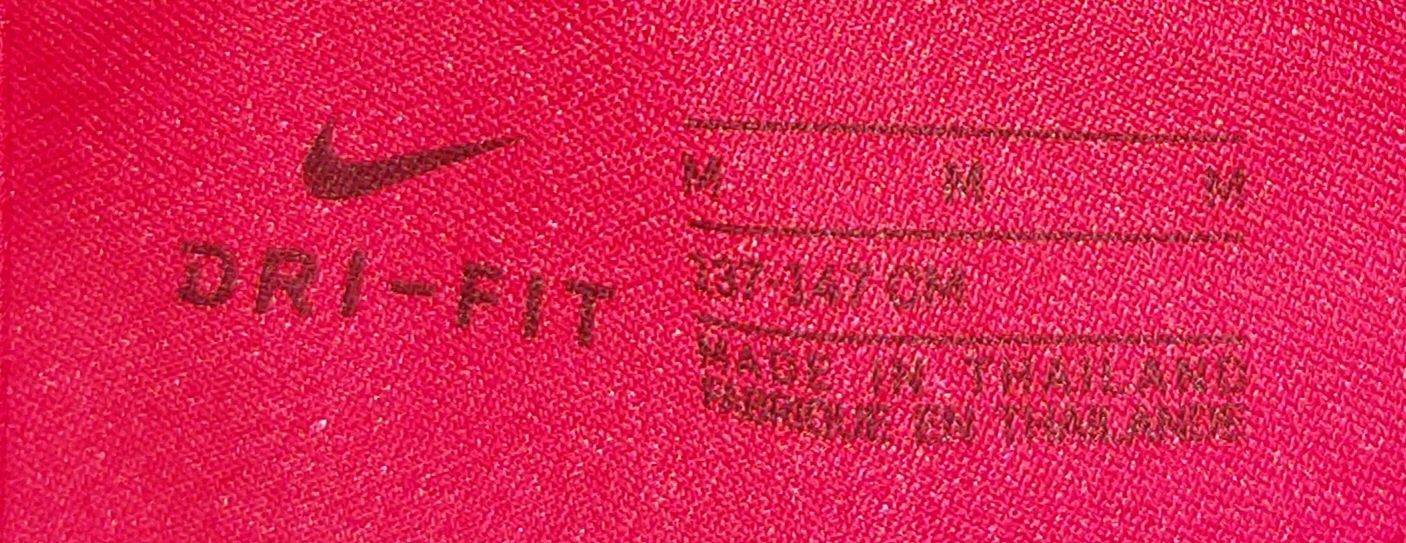 DRI-FIT
M M M
137-147 CM
MADE IN THAILAND
FABRIQUE EN THAILANDE